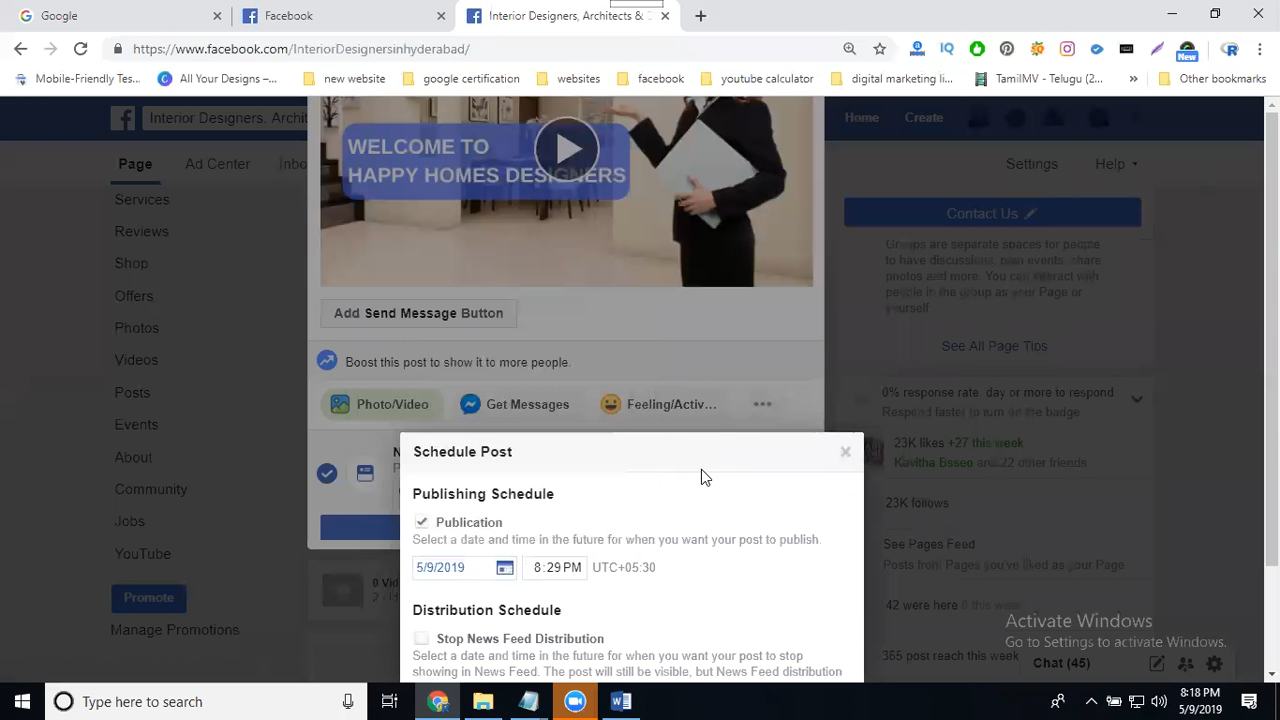 Google
Facebook
Interior Designers, Architects &
https://www.facebook.com/InteriorDesignersinhyderabad/
New
Mobile-Friendly Tes...
All Your Designs –...
new website
google certification
websites
facebook
youtube calculator
digital marketing li...
TamilMV - Telugu (2...
Other bookmarks
Interior Designers. Archit
Home
Create
Page
Ad Center
Inbo
Settings
Help
Services
Reviews
Shop
Offers
Photos
Videos
Posts
Events
About
Community
Jobs
YouTube
Promote
Manage Promotions
WELCOME TO
HAPPY HOMES DESIGNERS
Add Send Message Button
Boost this post to show it to more people.
Photo/Video
Get Messages
Feeling/Activ...
Schedule Post
Publishing Schedule
Publication
Select a date and time in the future for when you want your post to publish.
5/9/2019
8:29 PM
UTC+05:30
Distribution Schedule
Stop News Feed Distribution
Select a date and time in the future for when you want your post to stop
showing in News Feed. The post will still be visible, but News Feed distribution
Contact Us
Groups are separate spaces for people
to have discussions, plan events, share
photos and more. You can interact with
people in the group as your Page or
yourself
See All Page Tips
0% response rate, day or more to respond
Respond faster to turn on the badge
23K likes +27 this week
and 22 other friends
23K follows
See Pages Feed
Posts from Pages you've liked as your Page
42 were here 0 this week
365 post reach this week
Activate Windows
Go to Settings to activate Windows.
Chat (45)
Type here to search
8:18 PM
5/9/2019